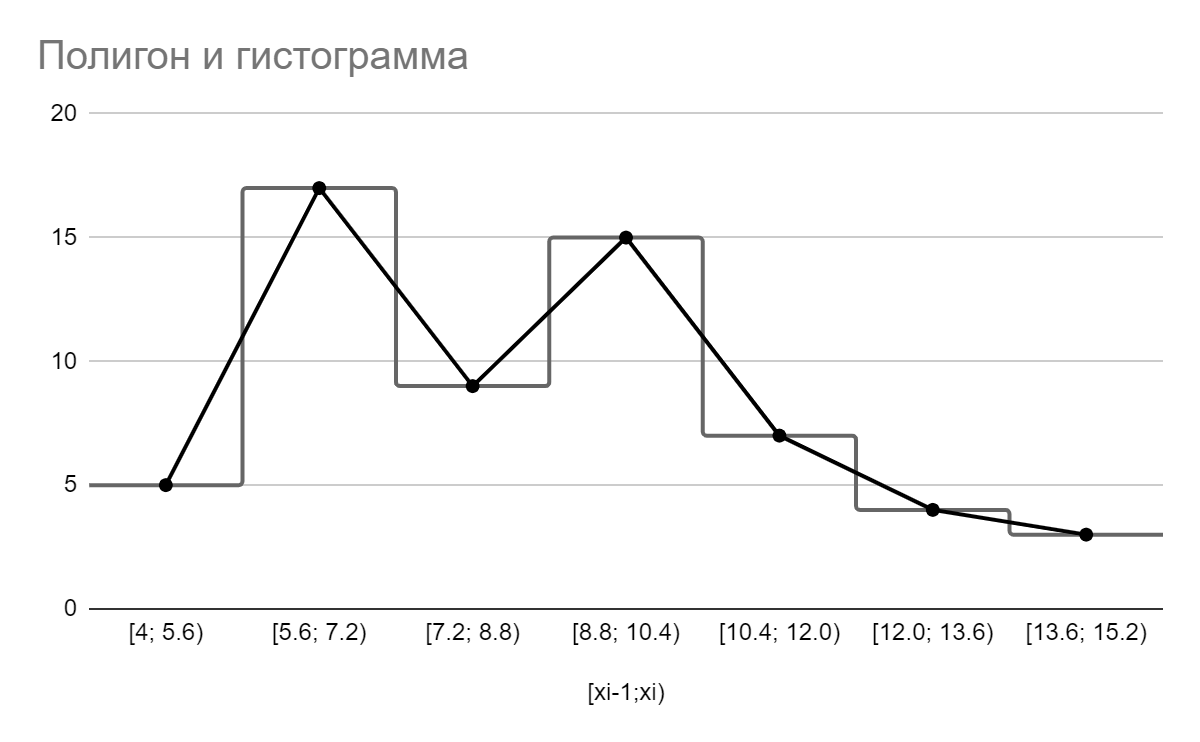 Полигон и гистограмма
20
15
10
5
0
[4; 5.6) [5.6; 7.2) [7.2; 8.8) [8.8; 10.4) [10.4; 12.0) [12.0; 13.6) [13.6; 15.2)
[xi-1;xi)